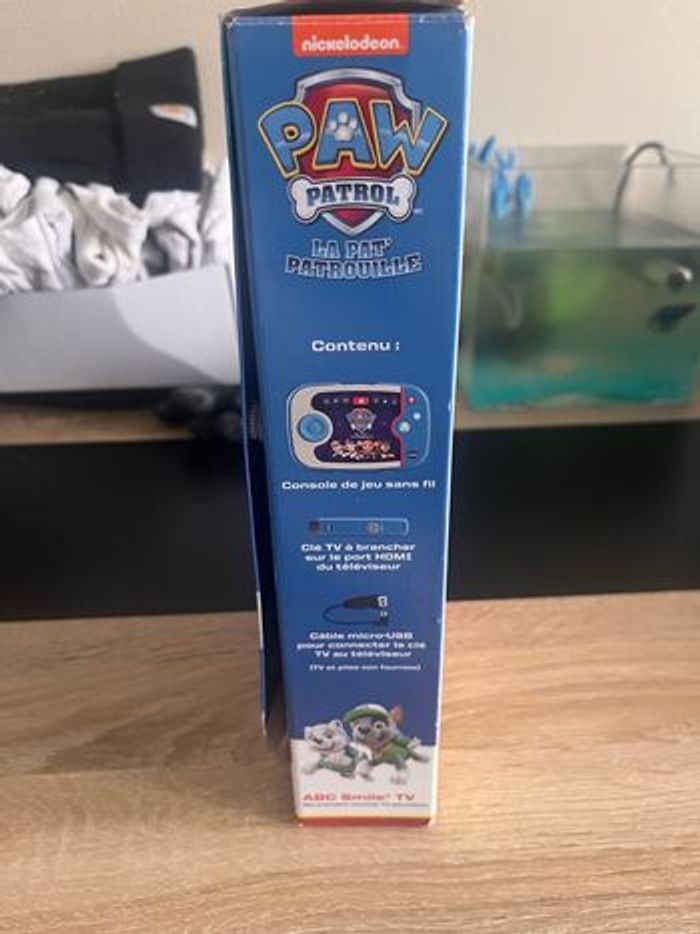 nickelodeon
PAW
PATROL
LA PAT'
PATROUILLE
Contenu :
Console de jeu sans fil
Clé TV à brancher
sur le port HDMI
du téléviseur
Câble micro-USB
pour connecter la clé
TV au téléviseur
(TV et piles non fournies)
ABC Smile® TV